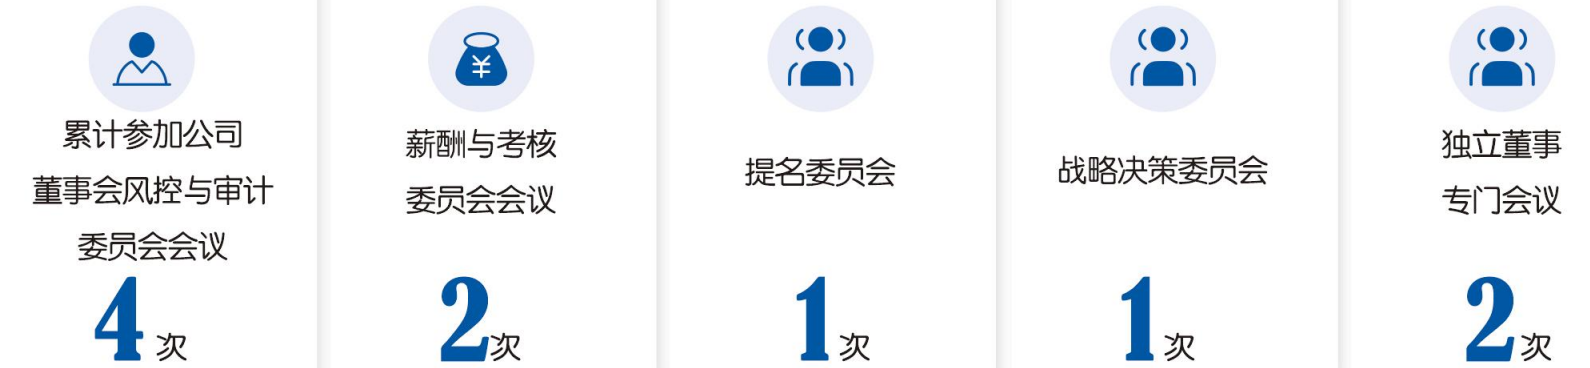 累计参加公司
董事会风控与审计
委员会会议
4次
薪酬与考核
委员会会议
2次
提名委员会
1次
战略决策委员会
1次
独立董事
专门会议
2次